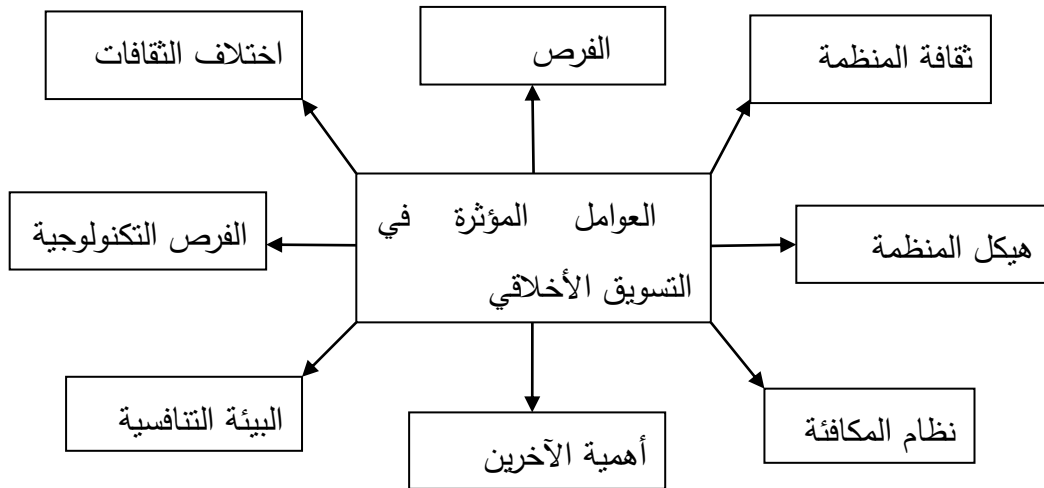 ثقافة المنظمة
الفرص
اختلاف الثقافات
العوامل المؤثرة في
التسويق الأخلاقي
هيكل المنظمة
الفرص التكنولوجية
نظام المكافئة
أهمية الآخرين
البيئة التنافسية